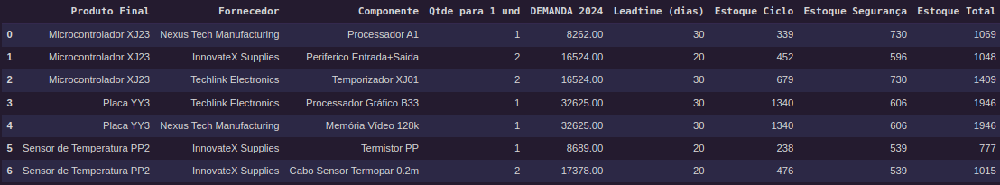 Produto Final Fornecedor Componente Qtde para 1 und DEMANDA 2024 Leadtime (dias) Estoque Ciclo Estoque Segurança Estoque Total
0 Microcontrolador XJ23 Nexus Tech Manufacturing Processador A1 1 8262.00 30 339 730 1069
1 Microcontrolador XJ23 InnovateX Supplies Periferico Entrada+Saida 2 16524.00 20 452 596 1048
2 Microcontrolador XJ23 Techlink Electronics Temporizador XJ01 2 16524.00 30 679 730 1409
3 Placa YY3 Techlink Electronics Processador Gráfico B33 1 32625.00 30 1340 606 1946
4 Placa YY3 Nexus Tech Manufacturing Memória Vídeo 128k 1 32625.00 30 1340 606 1946
5 Sensor de Temperatura PP2 InnovateX Supplies Termistor PP 1 8689.00 20 238 539 777
6 Sensor de Temperatura PP2 InnovateX Supplies Cabo Sensor Termopar 0.2m 2 17378.00 20 476 539 1015